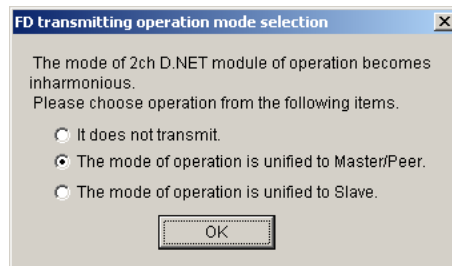 FD transmitting operation mode selection
The mode of 2ch D.NET module of operation becomes
inharmonious.
Please choose operation from the following items.
It does not transmit.
The mode of operation is unified to Master/Peer.
The mode of operation is unified to Slave.
OK